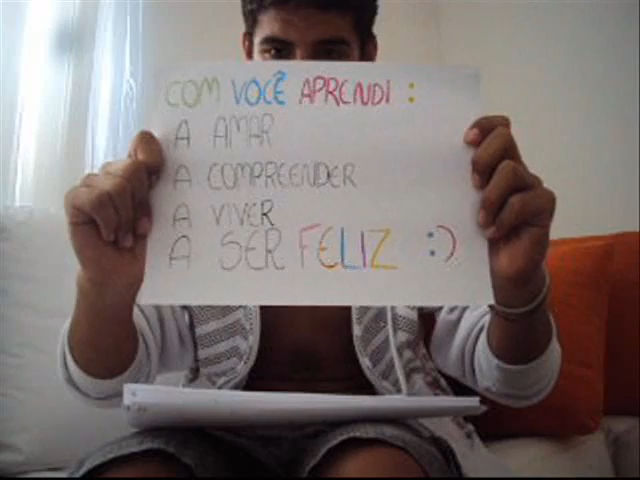 COM VOCÊ APRENDI :
A AMAR
A COMPREENDER
A VIVER
A SER FELIZ :)